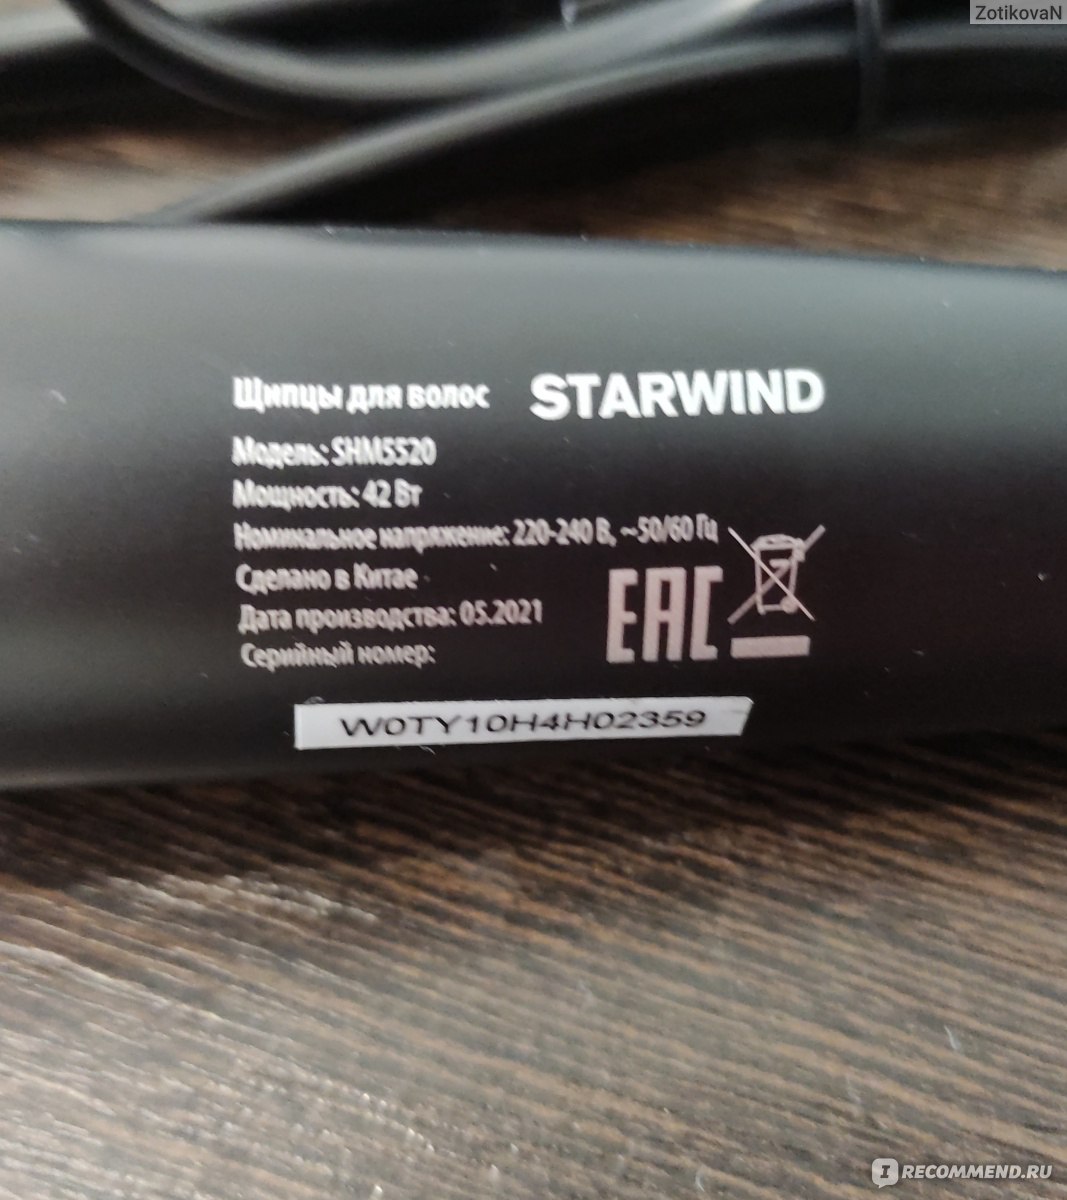 ZotikovaN
Щипцы для волос STARWIND
Модель: SHM5520
Мощность: 42 Вт
Номинальное напряжение: 220-240 В, ~50/60 Гц
Сделано в Китае
Дата производства: 05.2021
Серийный номер:
EAC
W0TY10H4H02359
IRECOMMEND.RU